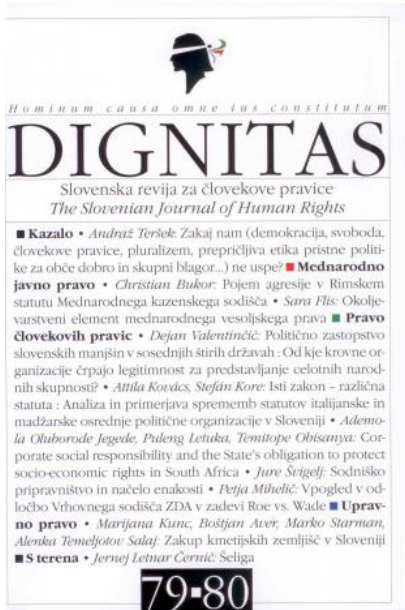 Hominum causa omne ius constitutum
DIGNITAS
Slovenska revija za človekove pravice
The Slovenian Journal of Human Rights
■ Kazalo • Andraž Teršek: Zakaj nam (demokracija, svoboda,
človekove pravice, pluralizem, prepričljiva etika pristne politi-
ke za obče dobro in skupni blagor...) ne uspe? ■ Mednarodno
javno pravo • Christian Bukor: Pojem agresije v Rimskem
statutu Mednarodnega kazenskega sodišča • Sara Flis: Okolje-
varstveni element mednarodnega vesoljskega prava ■ Pravo
človekovih pravic • Dejan Valentinčič: Politično zastopstvo
slovenskih manjšin v sosednjih štirih državah : Od kje krovne or-
ganizacije črpajo legitimnost za predstavljanje celotnih narod-
nih skupnosti? • Attila Kovács, Štefán Kore: Isti zakon – različna
statuta : Analiza in primerjava sprememb statutov italijanske in
madžarske osrednje politične organizacije v Sloveniji • Ademo-
la Oluborode Jegede, Puleng Letuka, Temitope Obisanya: Cor-
porate social responsibility and the State's obligation to protect
socio-economic rights in South Africa • Jure Švigelj: Sodniško
pripravništvo in načelo enakosti • Petja Mihelič: Vpogled v od-
ločbo Vrhovnega sodišča ZDA v zadevi Roe vs. Wade ■ Uprav-
no pravo • Marijana Kunc, Boštjan Aver, Marko Starman,
Alenka Temeljotov Salaj: Zakup kmetijskih zemljišč v Sloveniji
■ S terena • Jernej Letnar Černič: Šeliga
79-80